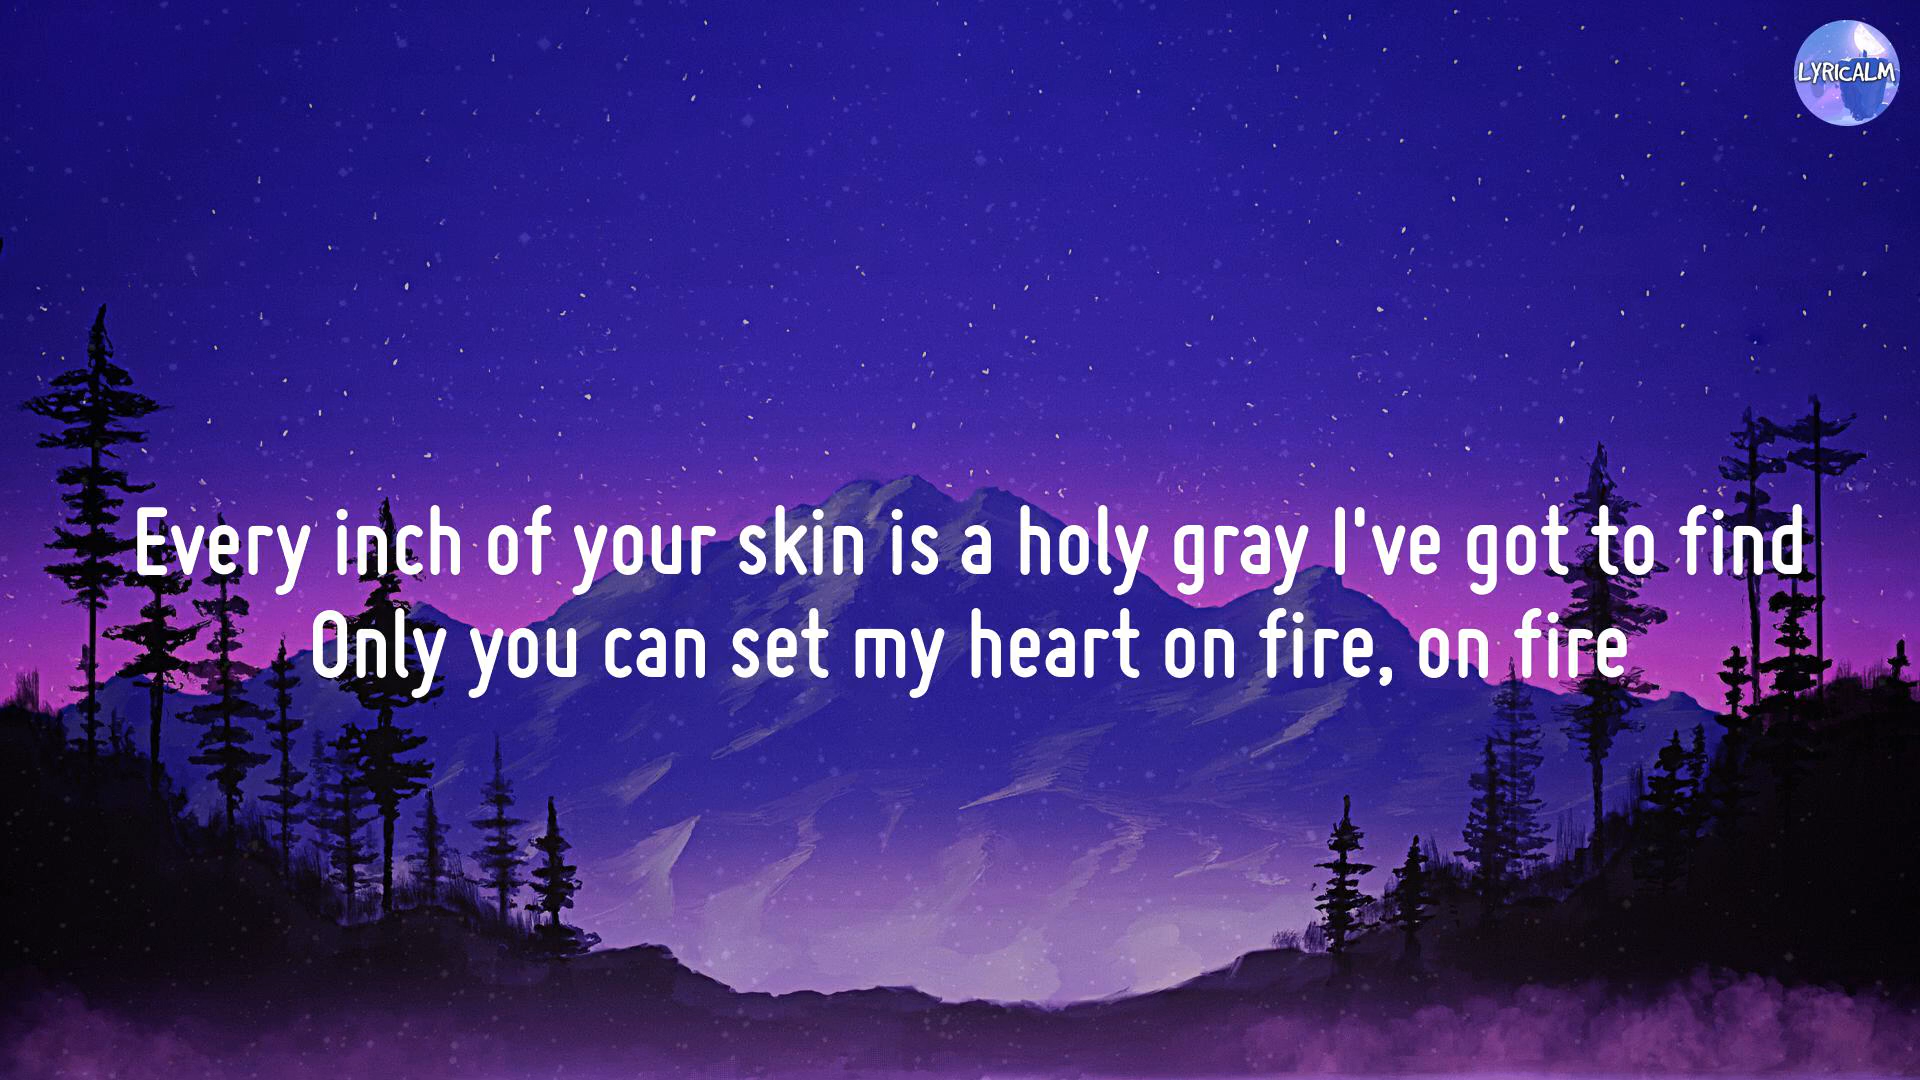 LYRICALM
Every inch of your skin is a holy gray I've got to find
Only you can set my heart on fire, on fire